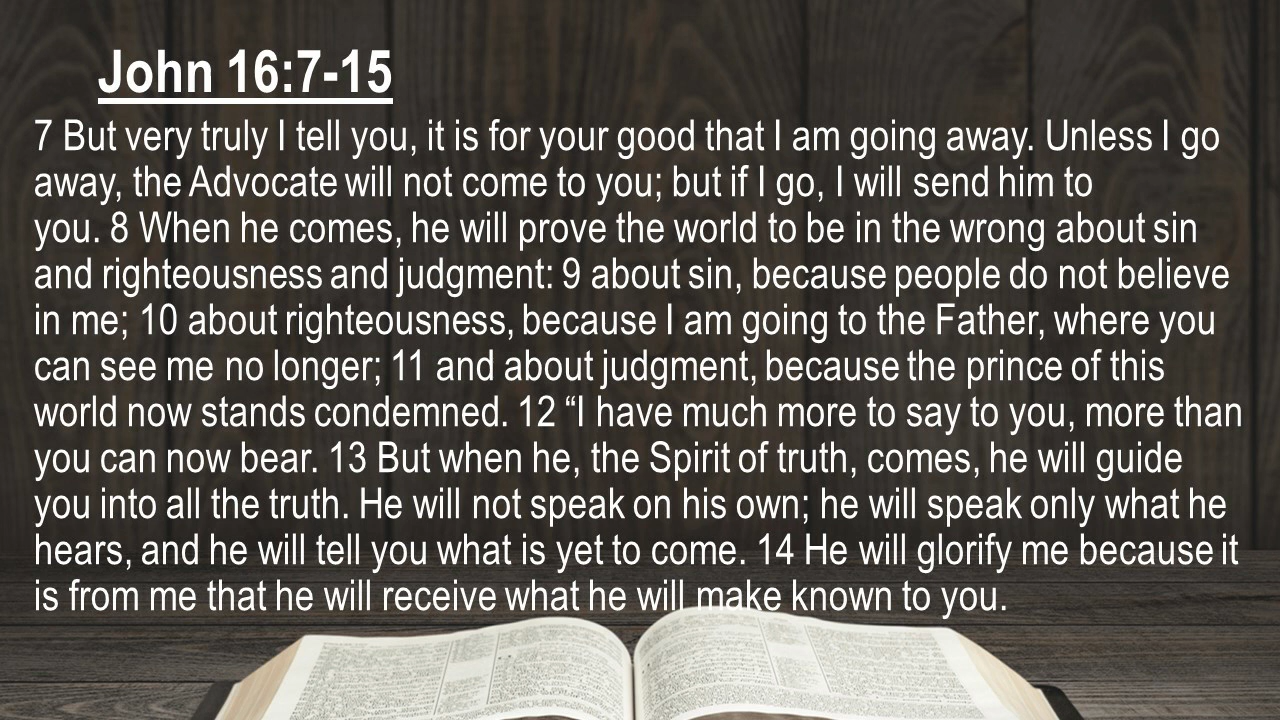 John 16:7-15
7 But very truly I tell you, it is for your good that I am going away. Unless I go
away, the Advocate will not come to you; but if I go, I will send him to
you. 8 When he comes, he will prove the world to be in the wrong about sin
and righteousness and judgment: 9 about sin, because people do not believe
in me; 10 about righteousness, because I am going to the Father, where you
can see me no longer; 11 and about judgment, because the prince of this
world now stands condemned. 12 “I have much more to say to you, more than
you can now bear. 13 But when he, the Spirit of truth, comes, he will guide
you into all the truth. He will not speak on his own; he will speak only what he
hears, and he will tell you what is yet to come. 14 He will glorify me because it
is from me that he will receive what he will make known to you.